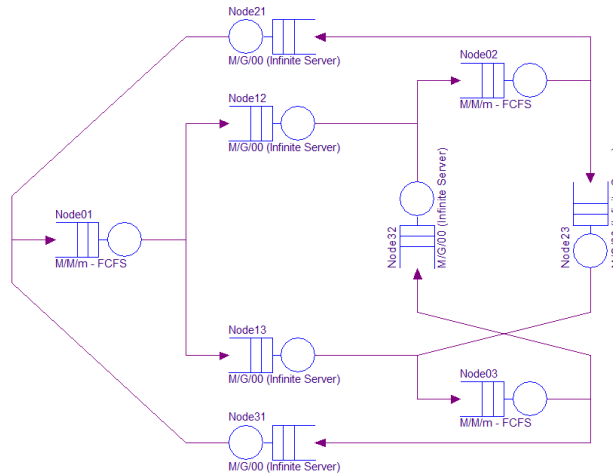 Node21
M/G/00 (Infinite Server)
Node02
M/M/m - FCFS
Node12
M/G/00 (Infinite Server)
Node01
M/M/m - FCFS
Node32
M/G/00 (Infinite Server)
Node23
Node13
M/G/00 (Infinite Server)
Node03
M/M/m - FCFS
Node31
M/G/00 (Infinite Server)